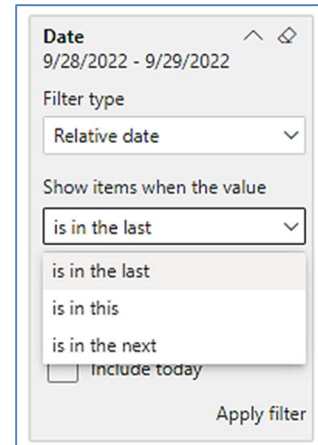 Date
9/28/2022 - 9/29/2022
Filter type
Relative date
Show items when the value
is in the last
is in the last
is in this
is in the next
Include today
Apply filter